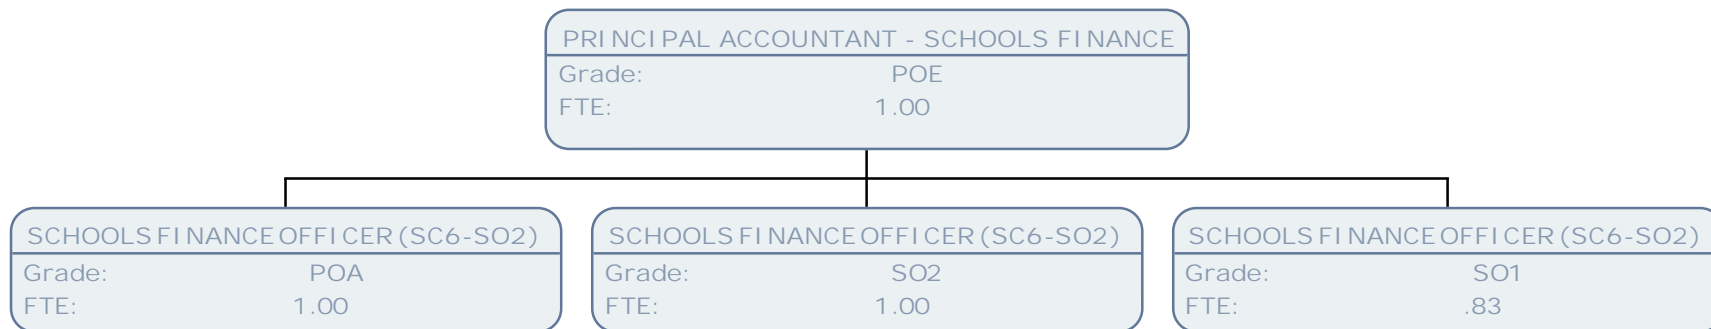 PRINCIPAL ACCOUNTANT - SCHOOLS FINANCE
Grade: POE
FTE: 1.00
SCHOOLS FINANCE OFFICER (SC6-SO2)
Grade: POA
FTE: 1.00
SCHOOLS FINANCE OFFICER (SC6-SO2)
Grade: SO2
FTE: 1.00
SCHOOLS FINANCE OFFICER (SC6-SO2)
Grade: SO1
FTE: .83